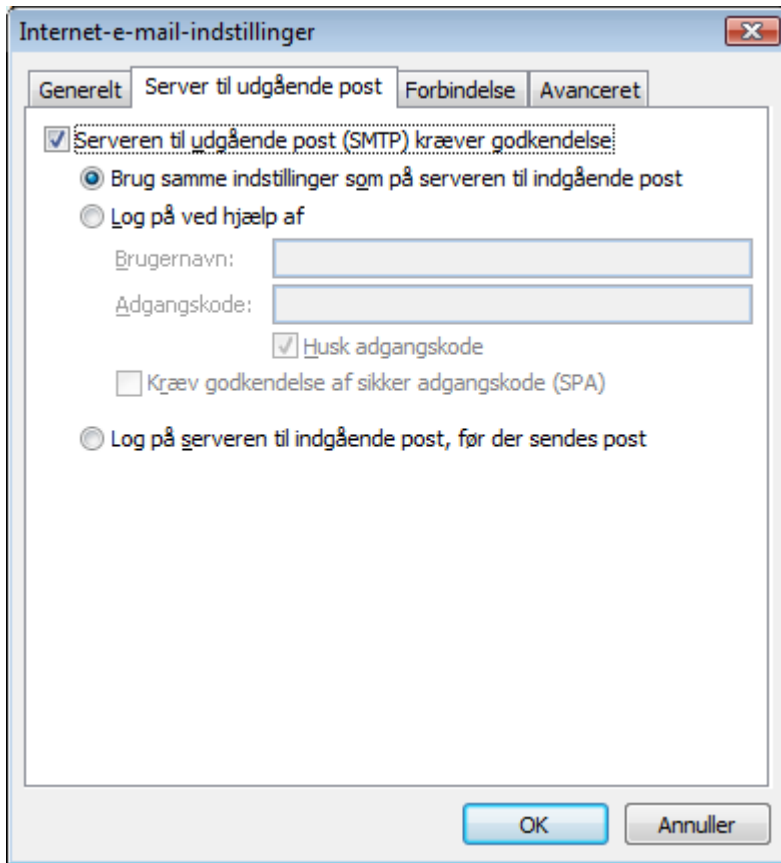 Internet-e-mail-indstillinger
Generelt Server til udgående post Forbindelse Avanceret
Serveren til udgående post (SMTP) kræver godkendelse
Brug samme indstillinger som på serveren til indgående post
Log på ved hjælp af
Brugernavn:
Adgangskode:
Husk adgangskode
Kræv godkendelse af sikker adgangskode (SPA)
Log på serveren til indgående post, før der sendes post
OK Annuller